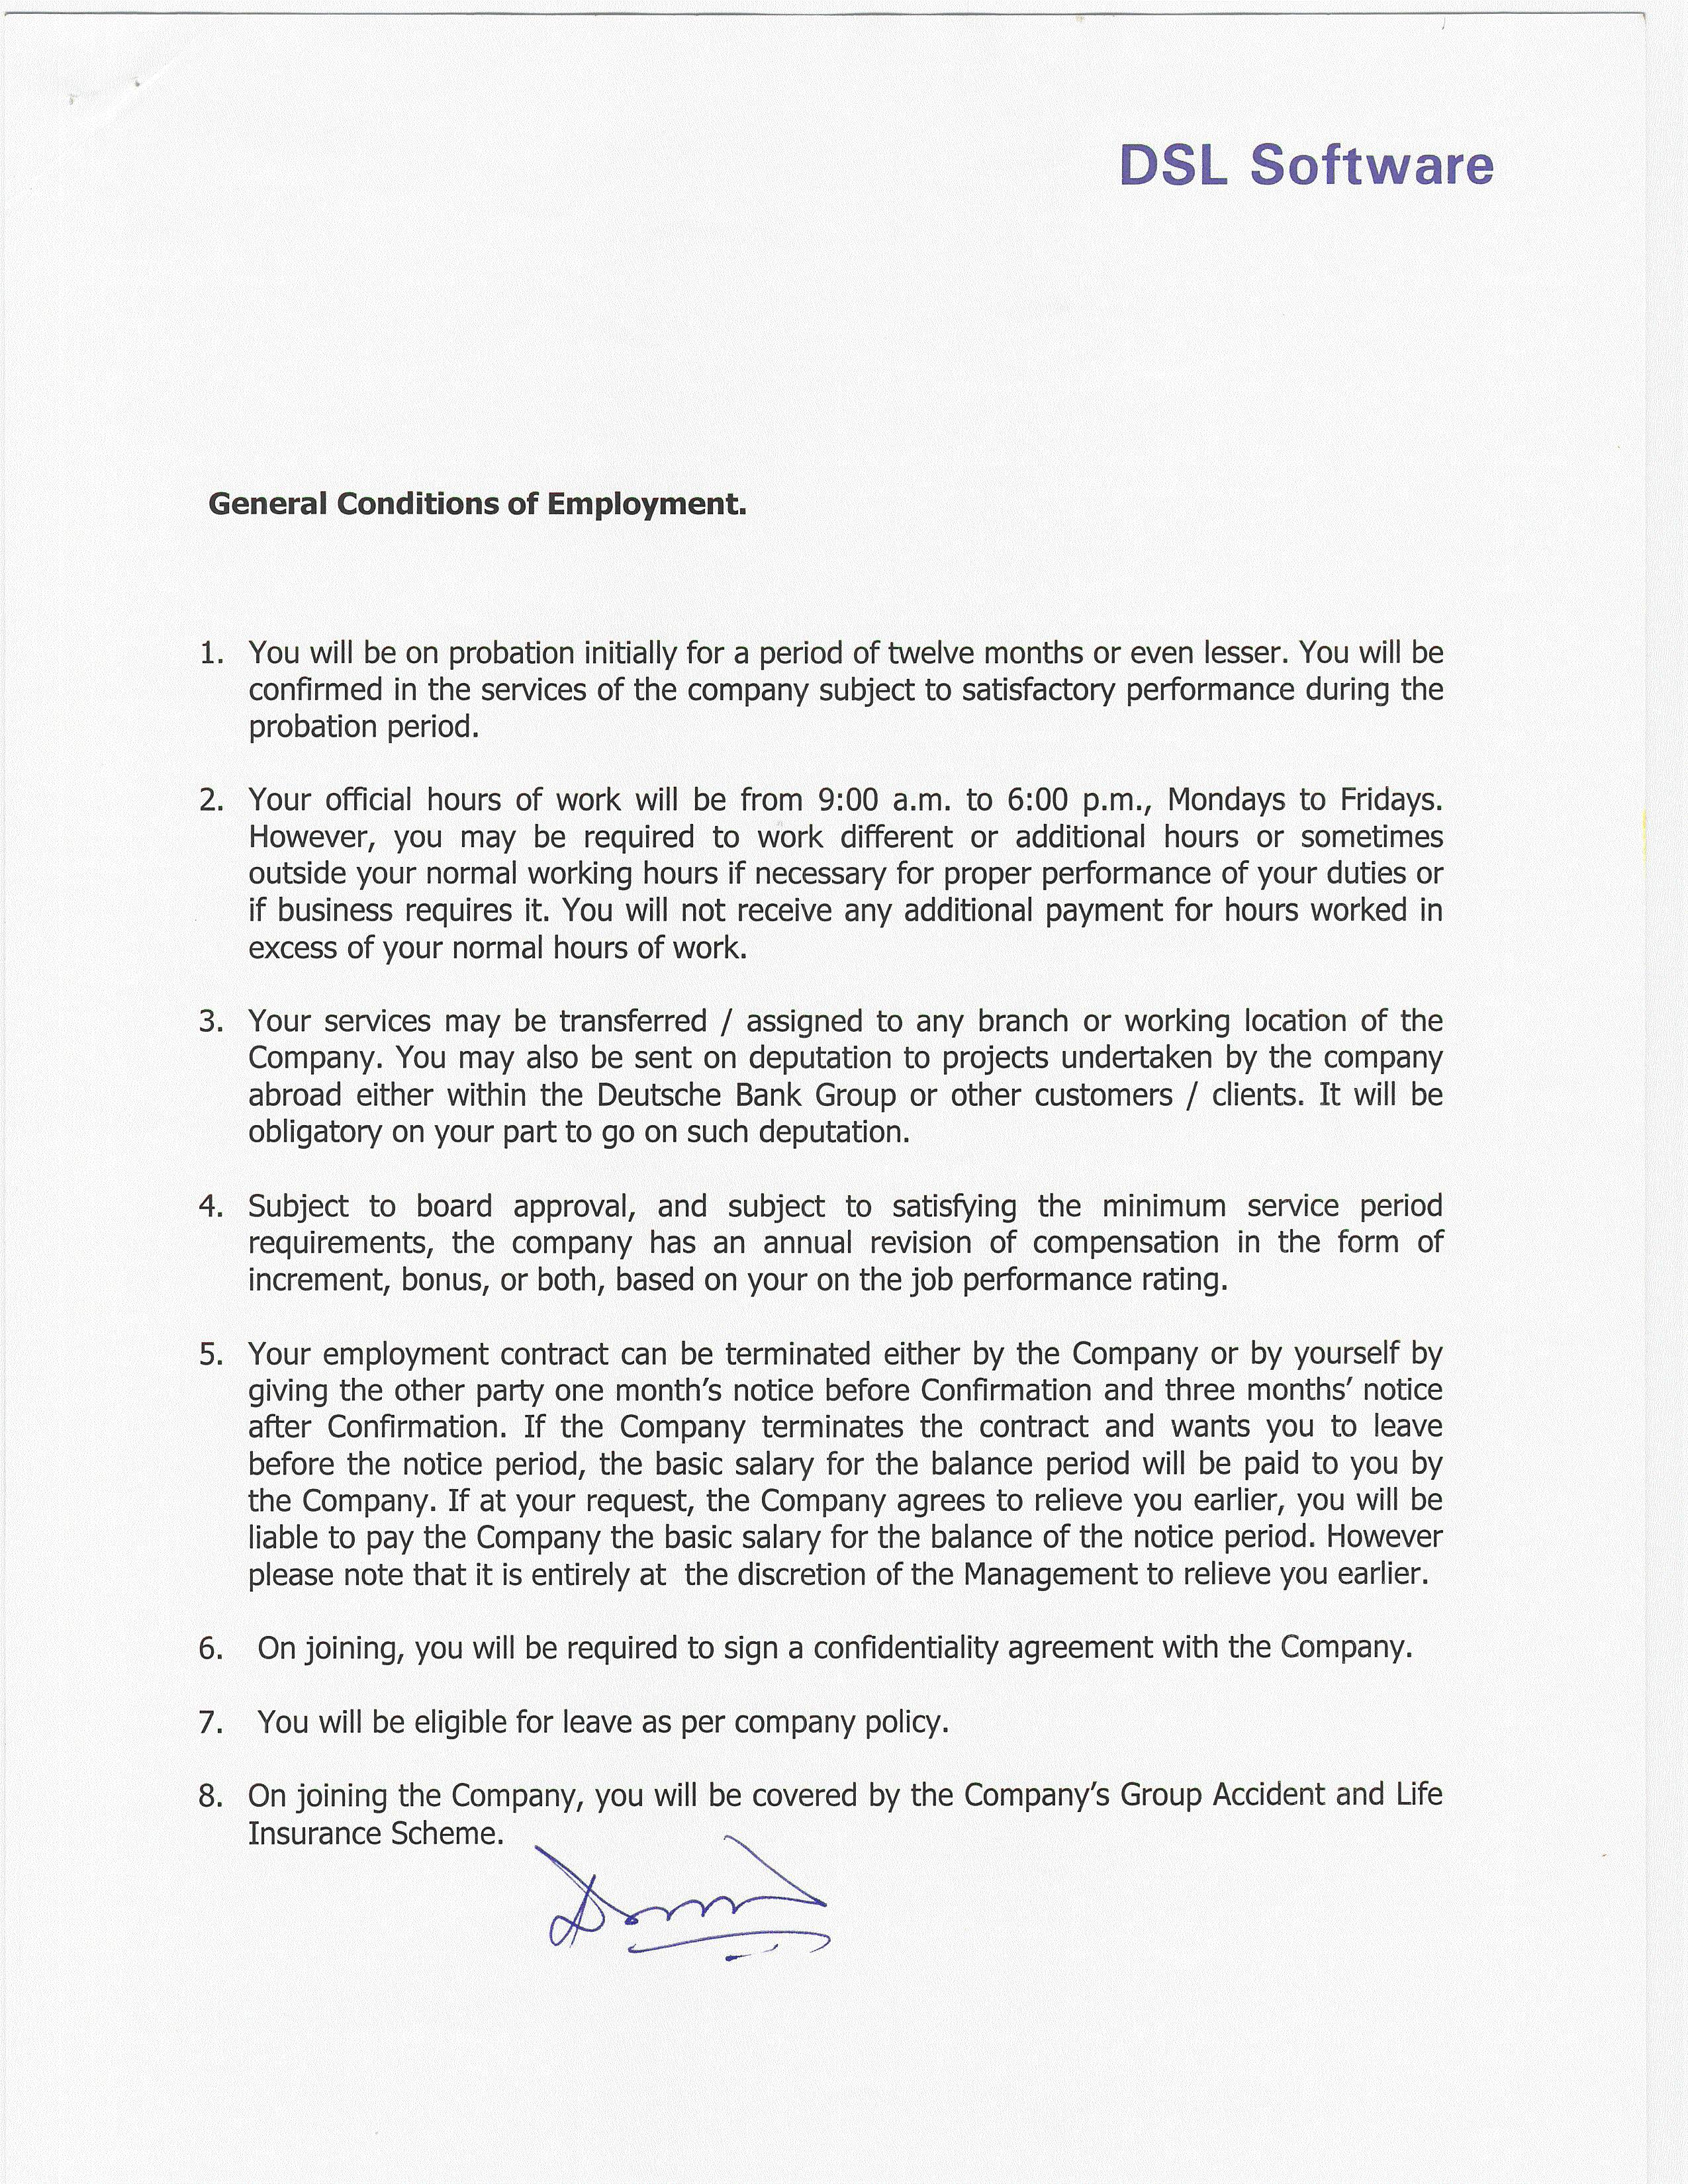 DSL Software
General Conditions of Employment.
1. You will be on probation initially for a period of twelve months or even lesser. You will be
confirmed in the services of the company subject to satisfactory performance during the
probation period.
2. Your official hours of work will be from 9:00 a.m. to 6:00 p.m., Mondays to Fridays.
However, you may be required to work different or additional hours or sometimes
outside your normal working hours if necessary for proper performance of your duties or
if business requires it. You will not receive any additional payment for hours worked in
excess of your normal hours of work.
3. Your services may be transferred / assigned to any branch or working location of the
Company. You may also be sent on deputation to projects undertaken by the company
abroad either within the Deutsche Bank Group or other customers / clients. It will be
obligatory on your part to go on such deputation.
4. Subject to board approval, and subject to satisfying the minimum service period
requirements, the company has an annual revision of compensation in the form of
increment, bonus, or both, based on your on the job performance rating.
5. Your employment contract can be terminated either by the Company or by yourself by
giving the other party one month’s notice before Confirmation and three months’ notice
after Confirmation. If the Company terminates the contract and wants you to leave
before the notice period, the basic salary for the balance period will be paid to you by
the Company. If at your request, the Company agrees to relieve you earlier, you will be
liable to pay the Company the basic salary for the balance of the notice period. However
please note that it is entirely at the discretion of the Management to relieve you earlier.
6. On joining, you will be required to sign a confidentiality agreement with the Company.
7. You will be eligible for leave as per company policy.
8. On joining the Company, you will be covered by the Company’s Group Accident and Life
Insurance Scheme.